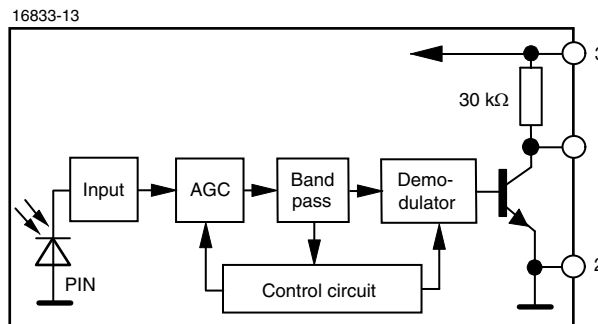 16833-13
3
30 kΩ
Input
AGC
Band
pass
Demo-
dulator
2
PIN
Control circuit